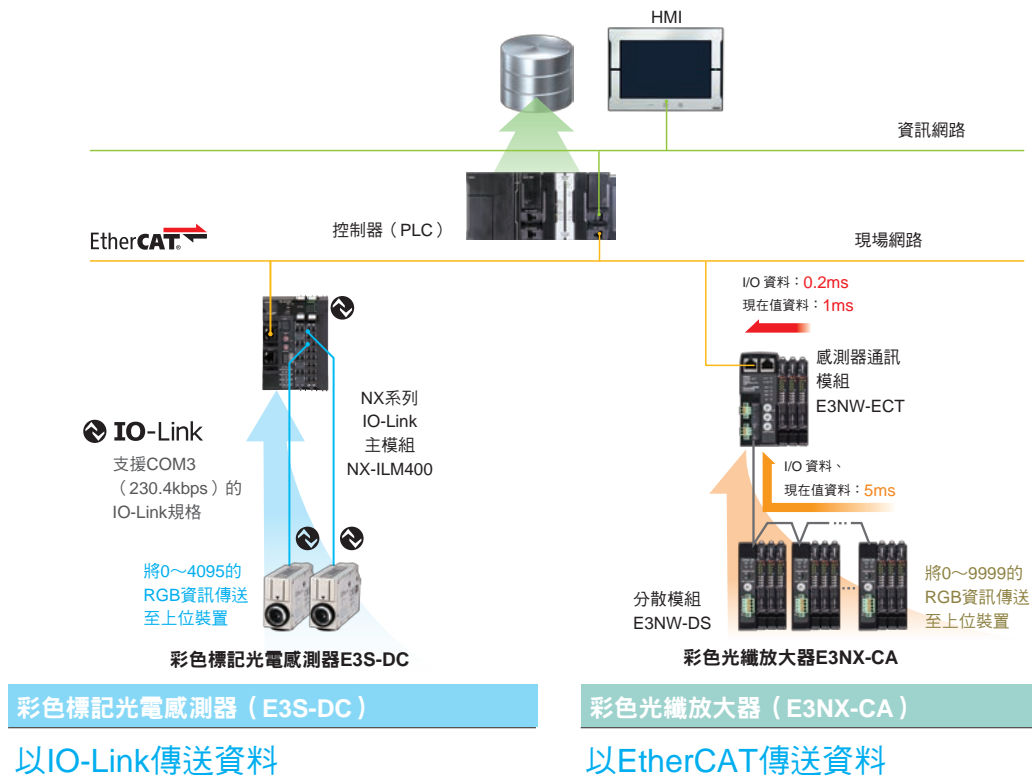 HMI
資訊網路
控制器（PLC）
EtherCAT®
現場網路
I/O 資料：0.2ms
現在值資料：1ms
感測器通訊
模組
E3NW-ECT
NX系列
IO-Link
主模組
NX-ILM400
IO-Link
支援COM3
（230.4kbps）的
IO-Link規格
I/O 資料、
現在值資料：5ms
將0～4095的
RGB資訊傳送
至上位裝置
分散模組
E3NW-DS
將0～9999的
RGB資訊傳送
至上位裝置
彩色標記光電感測器E3S-DC
彩色光纖放大器E3NX-CA
彩色標記光電感測器（E3S-DC）
以IO-Link傳送資料
彩色光纖放大器（E3NX-CA）
以EtherCAT傳送資料